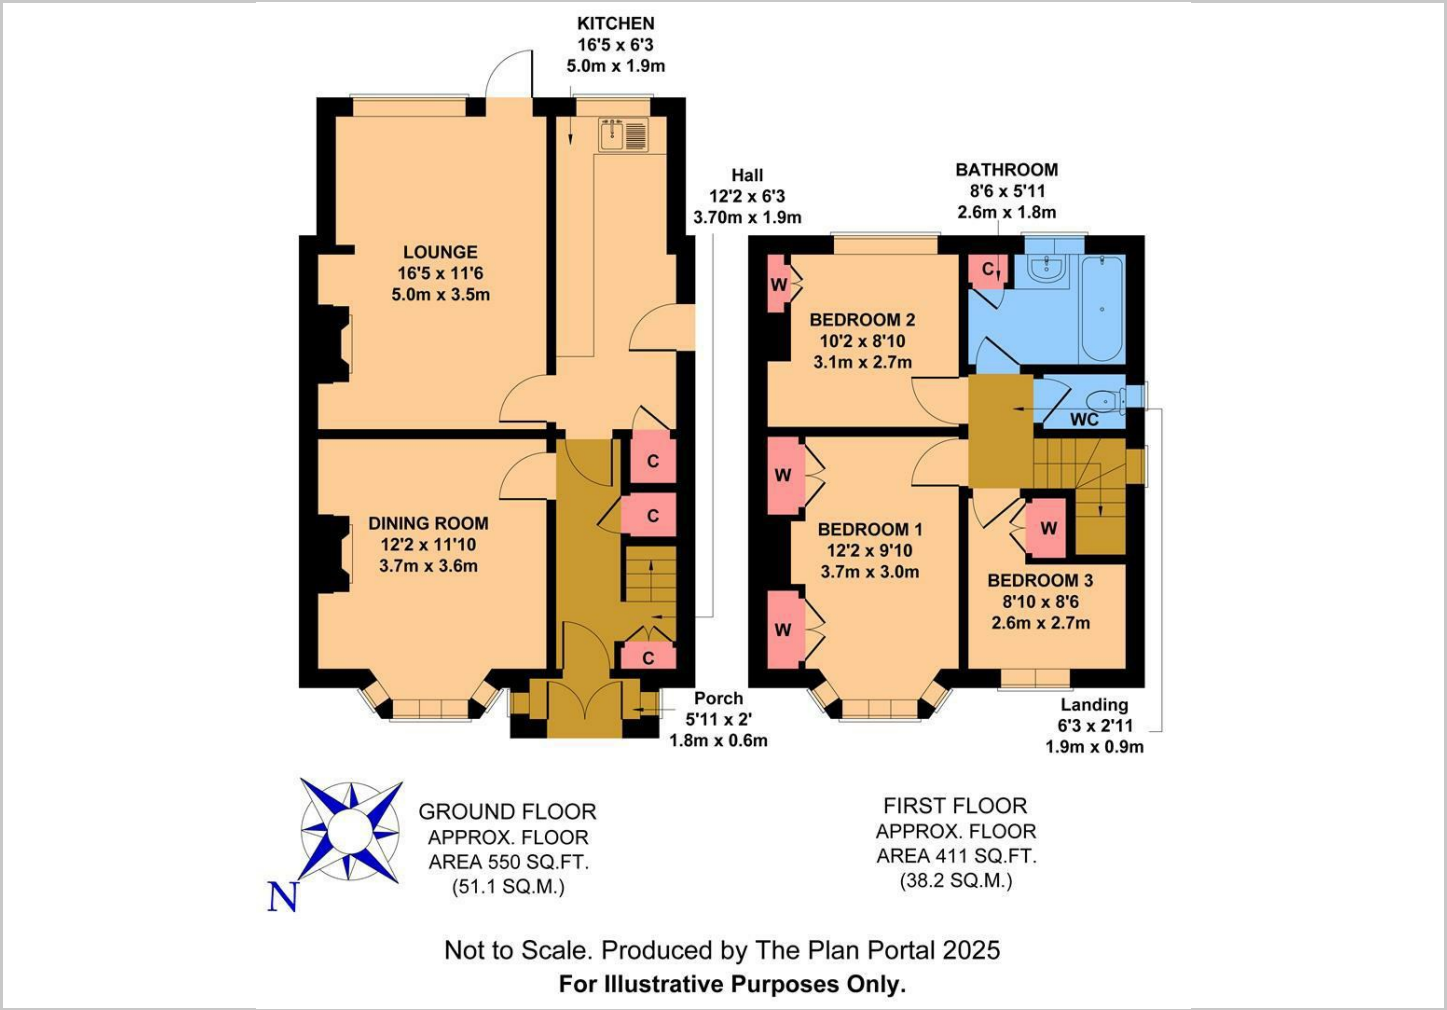 KITCHEN
16'5 x 6'3
5.0m x 1.9m
Hall
12'2 x 6'3
3.70m x 1.9m
LOUNGE
16'5 x 11'6
5.0m x 3.5m
C
C
DINING ROOM
12'2 x 11'10
3.7m x 3.6m
C
Porch
5'11 x 2'
1.8m x 0.6m
BATHROOM
8'6 x 5'11
2.6m x 1.8m
C
W
BEDROOM 2
10'2 x 8'10
3.1m x 2.7m
WC
W
BEDROOM 1
12'2 x 9'10
3.7m x 3.0m
W
W
BEDROOM 3
8'10 x 8'6
2.6m x 2.7m
Landing
6'3 x 2'11
1.9m x 0.9m
N
GROUND FLOOR
APPROX. FLOOR
AREA 550 SQ.FT.
(51.1 SQ.M.)
FIRST FLOOR
APPROX. FLOOR
AREA 411 SQ.FT.
(38.2 SQ.M.)
Not to Scale. Produced by The Plan Portal 2025
For Illustrative Purposes Only.